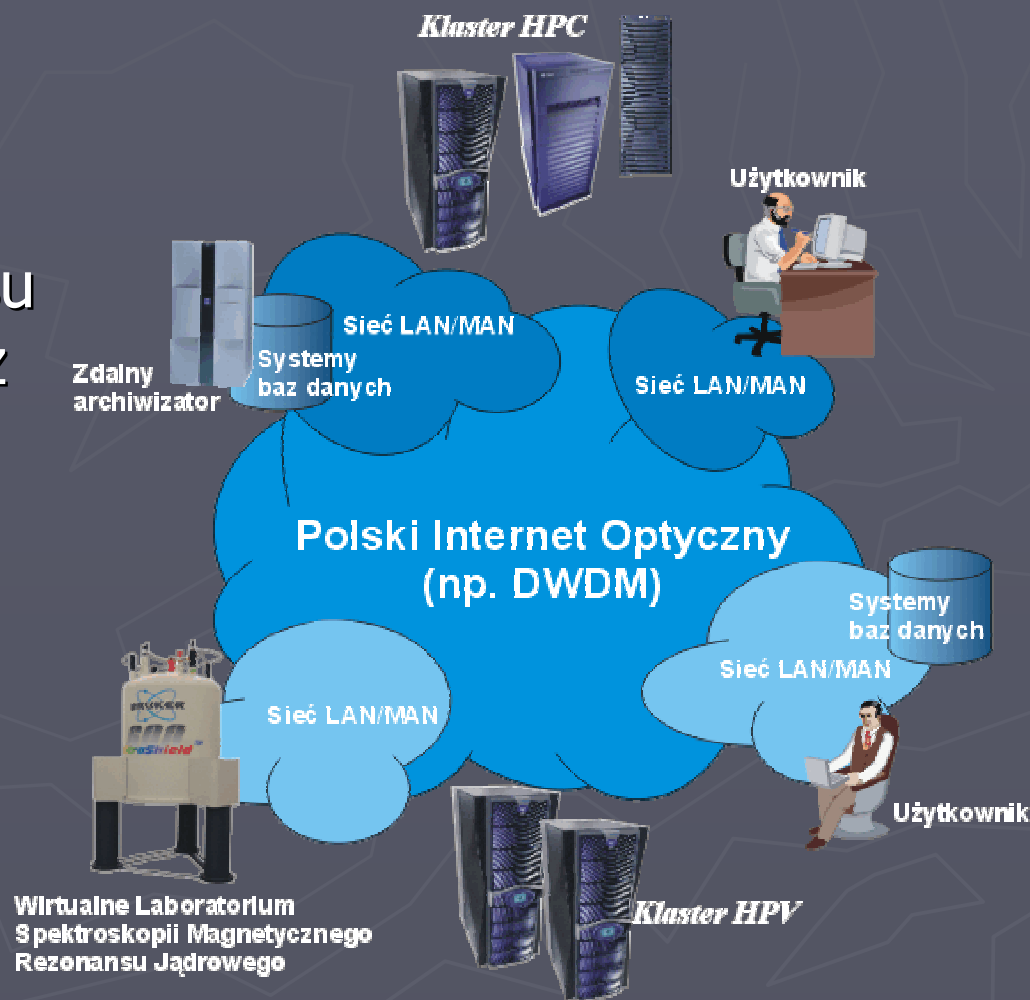 Klaster HPC
Użytkownik
su
z
Sieć LAN/MAN
Systemy
baz danych
Zdalny
archiwizator
Sieć LAN/MAN
Polski Internet Optyczny
(np. DWDM)
Systemy
baz danych
Sieć LAN/MAN
Sieć LAN/MAN
Użytkownik
Klaster HPV
Wirtualne Laboratorium
Spektroskopii Magnetycznego
Rezonansu Jądrowego